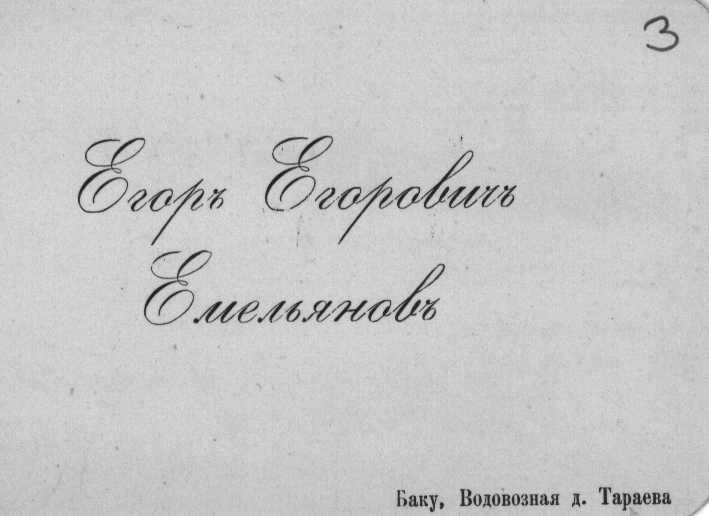 3
Егоръ Егоровичъ
Емельяновъ
Баку, Водовозная д. Тараева